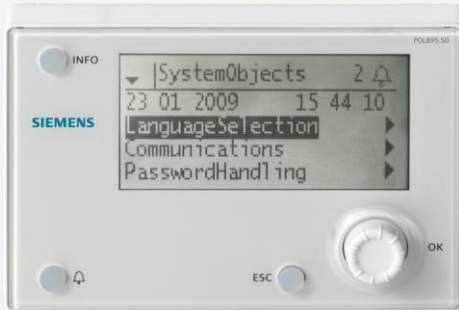 POL895.50
INFO
SystemObjects 2
23 01 2009 15 44 10
SIEMENS
LanguageSelection
Communications
PasswordHandling
OK
ESC